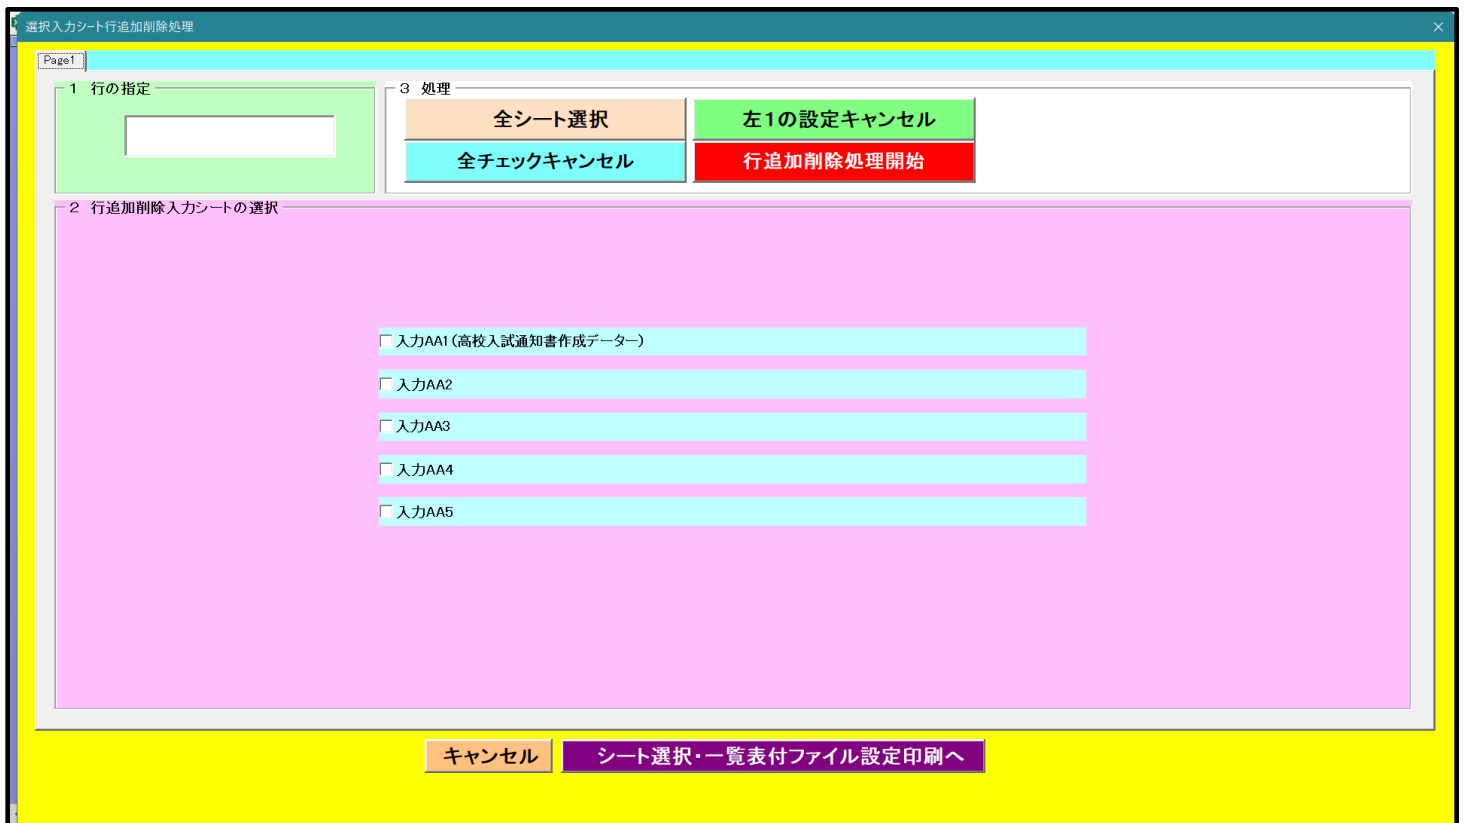 選択入力シート行追加削除処理
Page1
1 行の指定
3 処理
全シート選択
左1の設定キャンセル
全チェックキャンセル
行追加削除処理開始
2 行追加削除入力シートの選択
入力AA1(高校入試通知書作成データー)
入力AA2
入力AA3
入力AA4
入力AA5
キャンセル
シート選択・一覧表付ファイル設定印刷へ